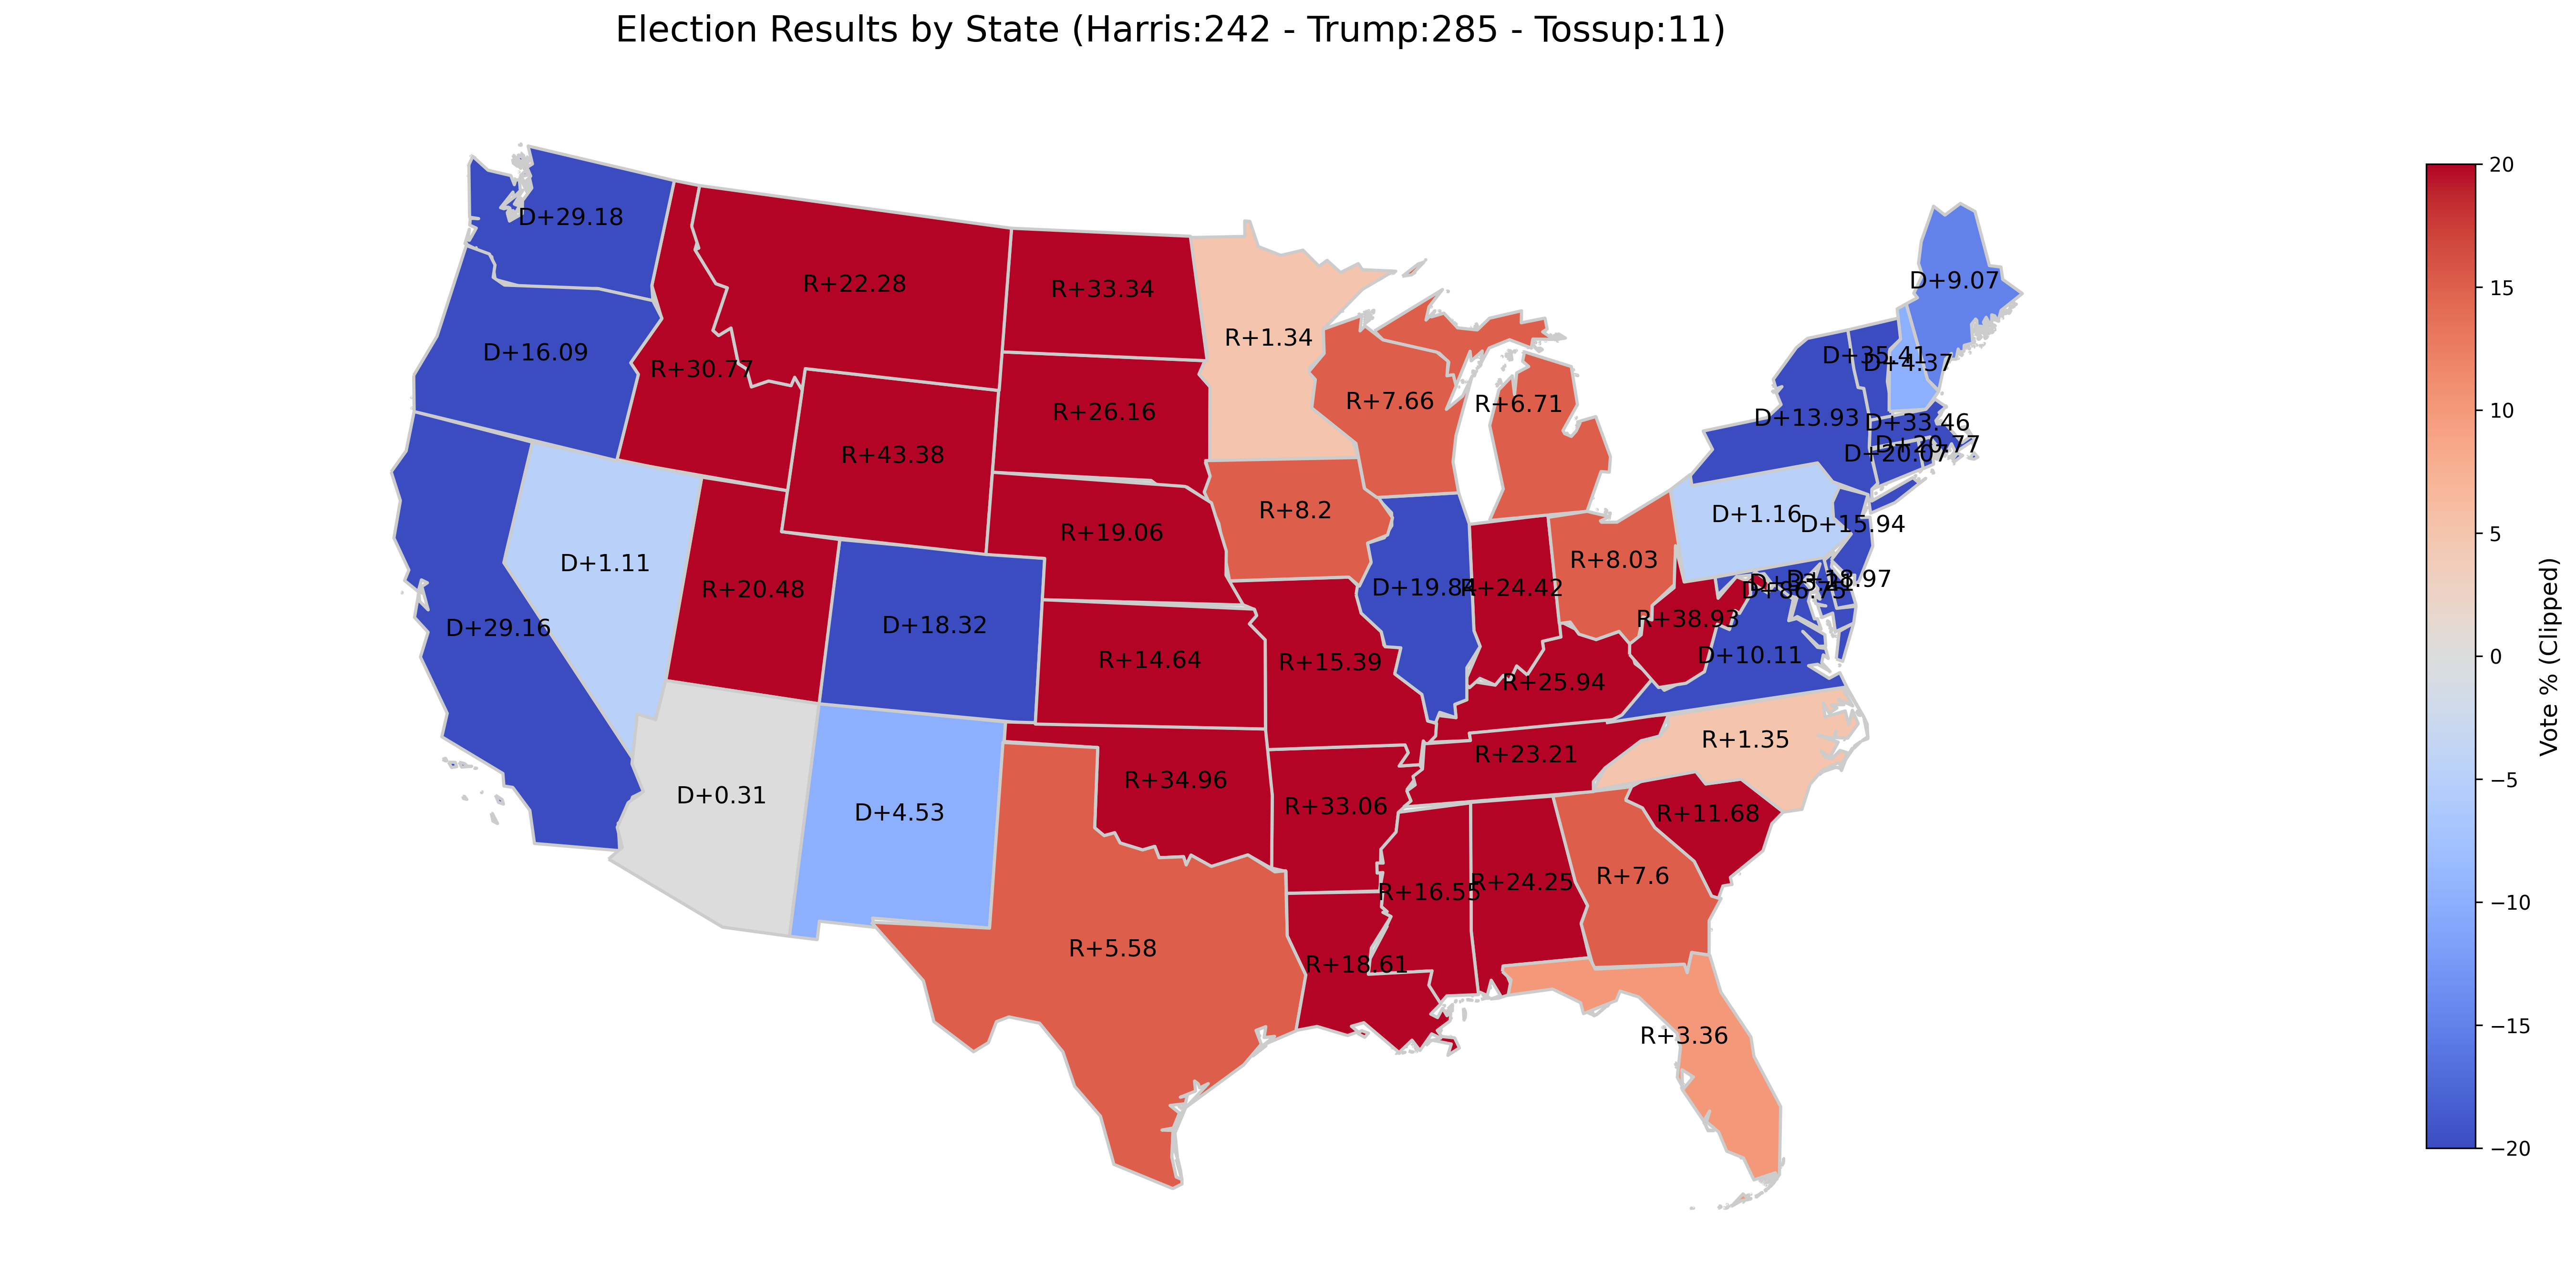 Election Results by State (Harris:242 - Trump:285 - Tossup:11)
D+29.18
D+9.07
R+22.28
R+33.34
R+1.34
D+16.09
D+35.41
D+4.37
R+30.77
R+7.66
R+6.71
R+26.16
D+13.93
D+33.46
D+20.77
D+20.07
R+43.38
R+8.2
D+1.16
D+15.94
R+19.06
D+1.11
R+8.03
R+20.48
D+19.84
R+24.42
D+86.75
D+29.16
D+18.32
R+38.93
R+14.64
R+15.39
D+10.11
R+25.94
R+1.35
R+23.21
D+0.31
D+4.53
R+34.96
R+33.06
R+11.68
R+16.55
R+24.25
R+7.6
R+5.58
R+18.61
R+3.36
20
15
10
5
0
−5
−10
−15
−20
Vote % (Clipped)